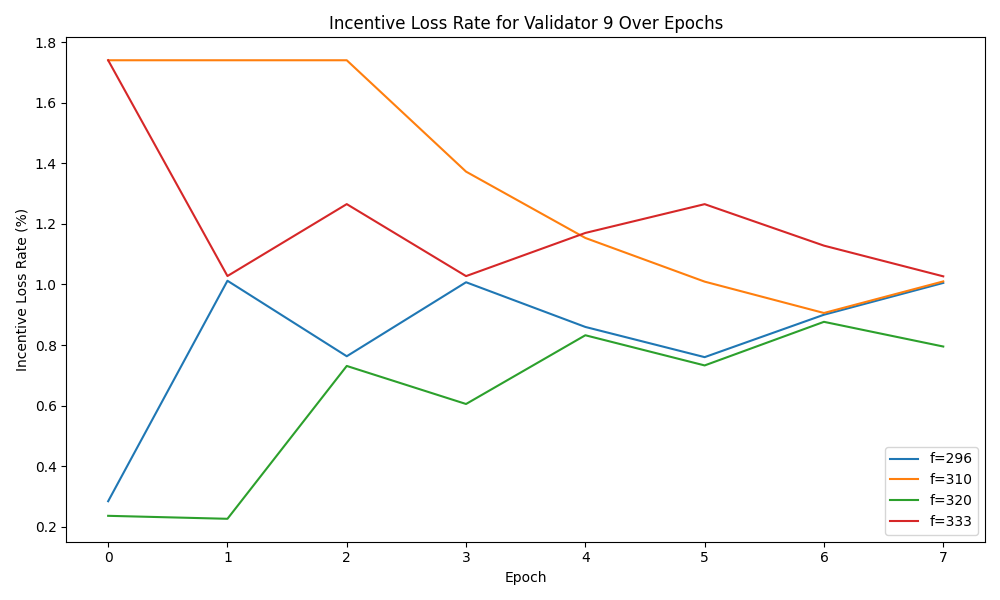 Incentive Loss Rate for Validator 9 Over Epochs
Incentive Loss Rate (%)
1.8
1.6
1.4
1.2
1.0
0.8
0.6
0.4
0.2
f=296
f=310
f=320
f=333
0 1 2 3 4 5 6 7
Epoch